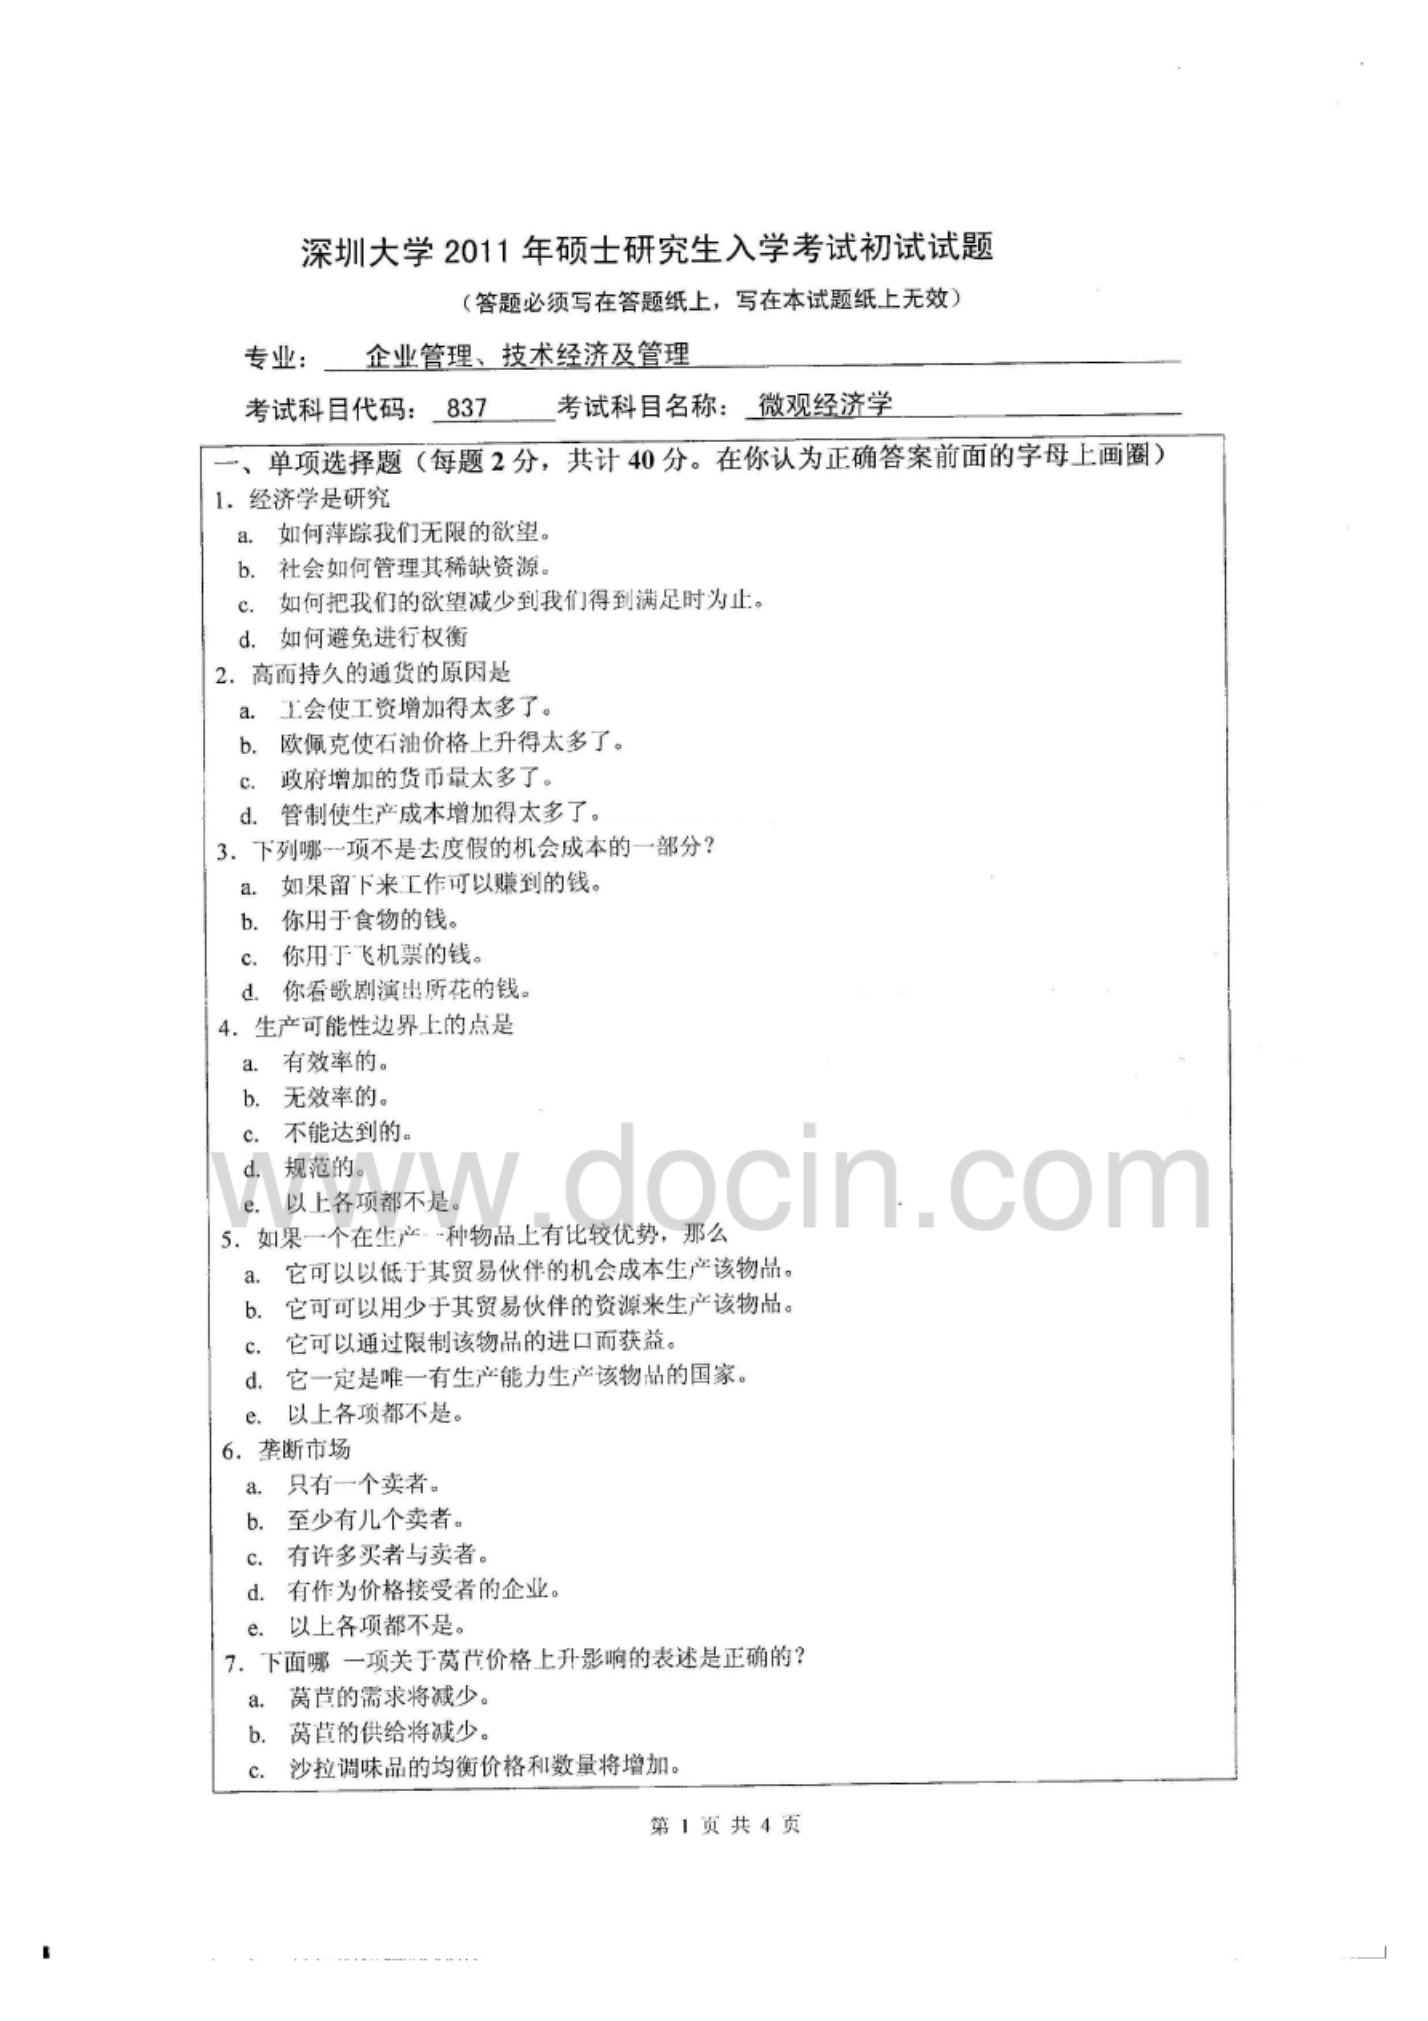 深圳大学 2011 年硕士研究生入学考试初试试题
（答题必须写在答题纸上，写在本试题纸上无效）
专业： 企业管理、技术经济及管理
考试科目代码： 837 考试科目名称： 微观经济学
一、单项选择题（每题 2 分，共计 40 分。在你认为正确答案前面的字母上画圈）
1．经济学是研究
a. 如何萍踪我们无限的欲望。
b. 社会如何管理其稀缺资源。
c. 如何把我们的欲望减少到我们得到满足时为止。
d. 如何避免进行权衡
2．高而持久的通货的原因是
a. 工会使工资增加得太多了。
b. 欧佩克使石油价格上升得太多了。
c. 政府增加的货币量太多了。
d. 管制使生产成本增加得太多了。
3．下列哪一项不是去度假的机会成本的一部分？
a. 如果留下来工作可以赚到的钱。
b. 你用于食物的钱。
c. 你用于飞机票的钱。
d. 你看歌剧演出所花的钱。
4．生产可能性边界上的点是
a. 有效率的。
b. 无效率的。
c. 不能达到的。
d. 规范的。
e. 以上各项都不是。
www.docin.com
5．如果一个在生产一种物品上有比较优势，那么
a. 它可以以低于其贸易伙伴的机会成本生产该物品。
b. 它可可以用少于其贸易伙伴的资源来生产该物品。
c. 它可以通过限制该物品的进口而获益。
d. 它一定是唯一有生产能力生产该物品的国家。
e. 以上各项都不是。
6．垄断市场
a. 只有一个卖者。
b. 至少有几个卖者。
c. 有许多买者与卖者。
d. 有作为价格接受者的企业。
e. 以上各项都不是。
7．下面哪一项关于莴苣价格上升影响的表述是正确的？
a. 莴苣的需求将减少。
b. 莴苣的供给将减少。
c. 沙拉调味品的均衡价格和数量将增加。
第 1 页 共 4 页